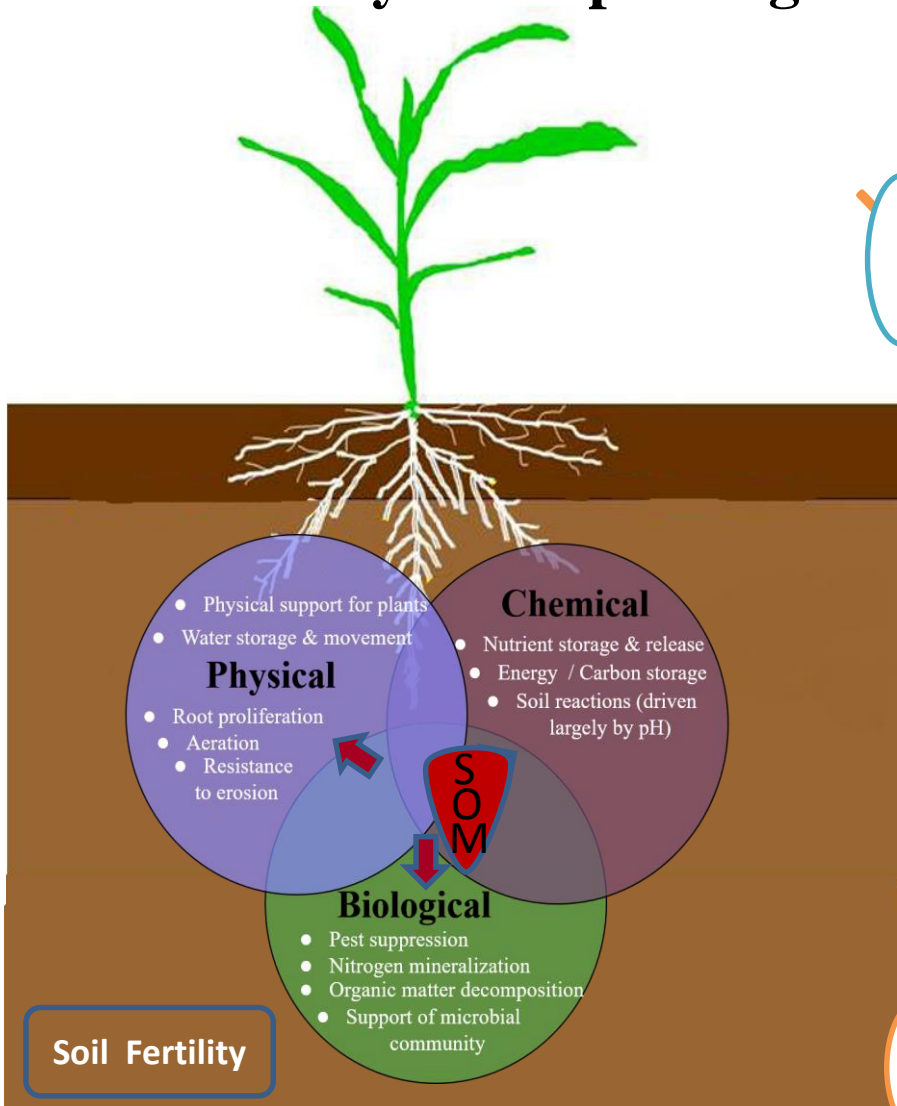 ● Physical support for plants
● Water storage & movement
Physical
● Root proliferation
● Aeration
● Resistance
to erosion
Chemical
● Nutrient storage & release
● Energy / Carbon storage
● Soil reactions (driven
largely by pH)
S
O
M
Biological
● Pest suppression
● Nitrogen mineralization
● Organic matter decomposition
● Support of microbial
community
Soil Fertility